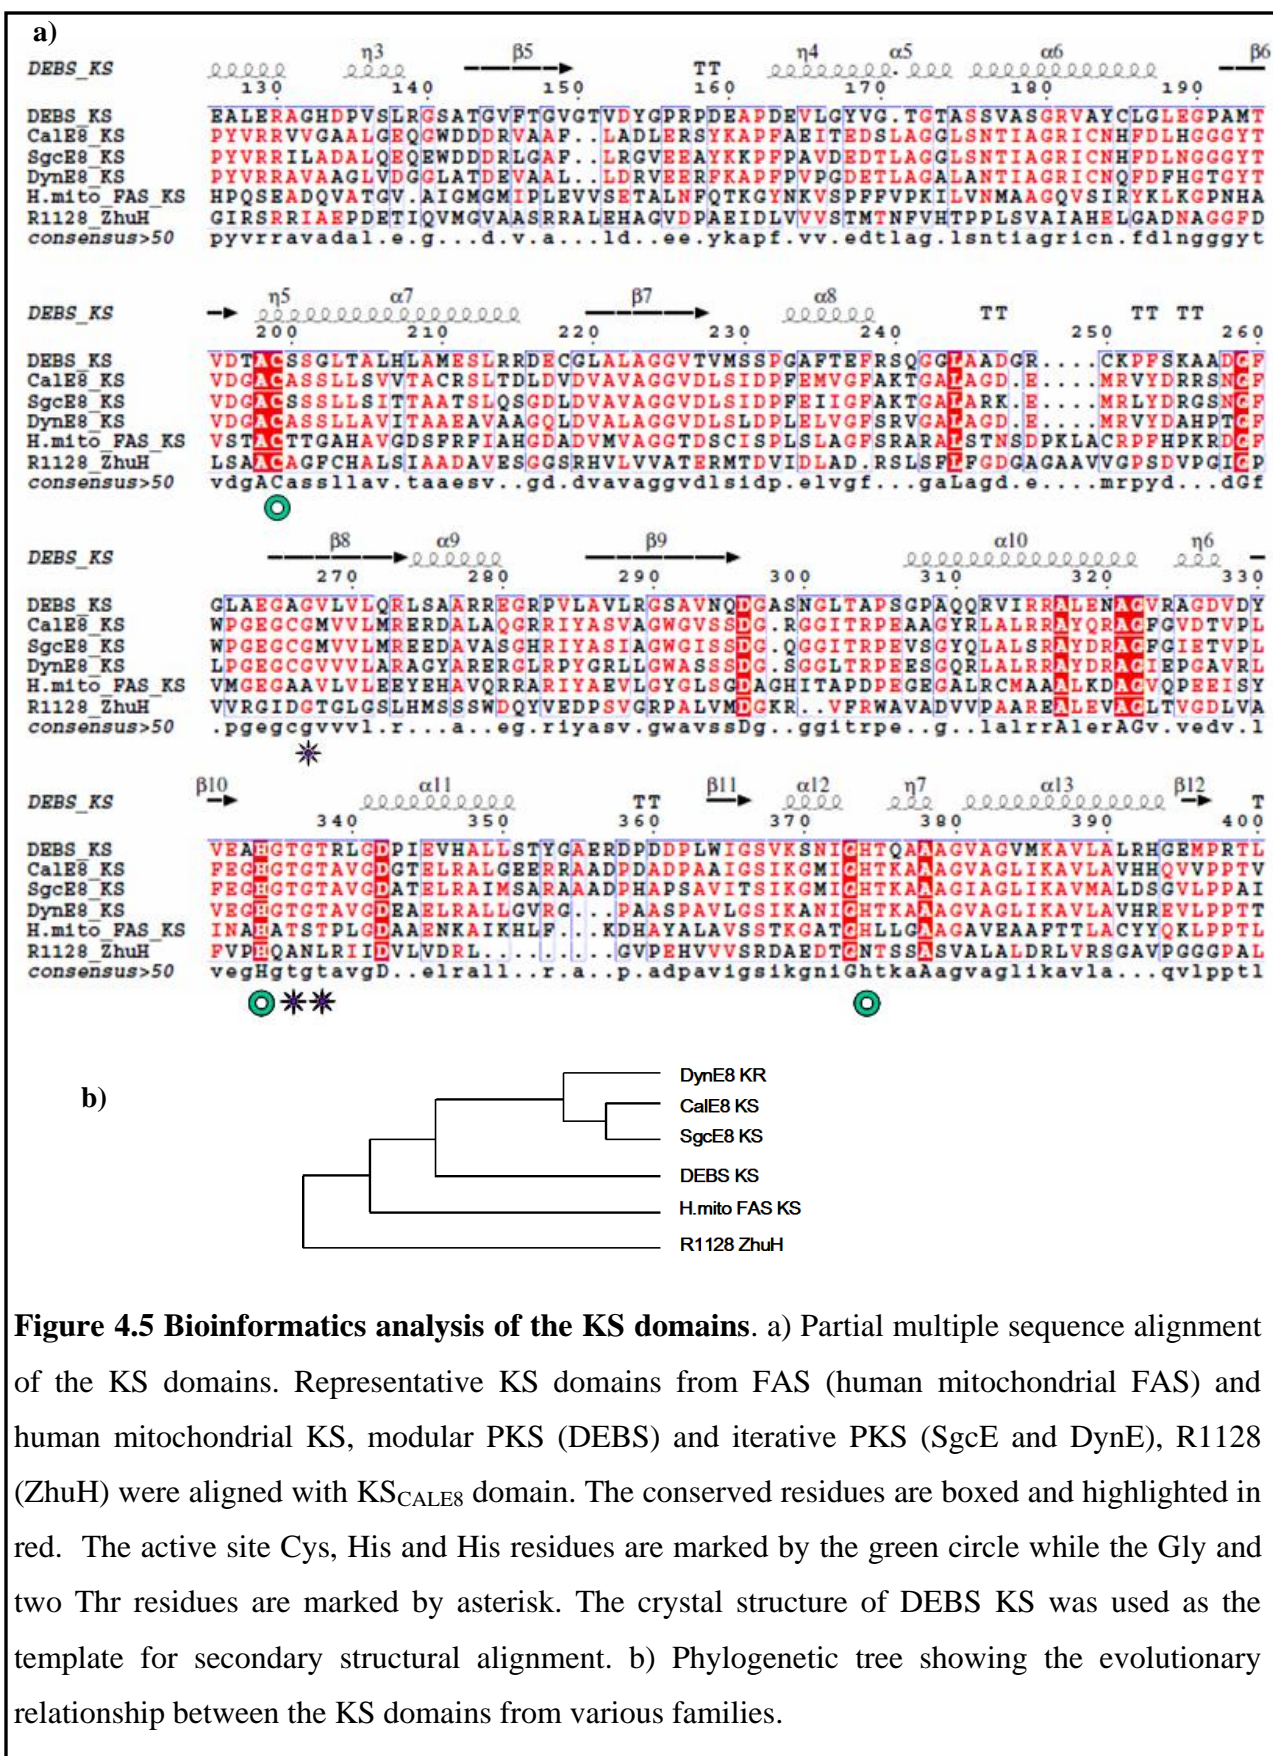 a)
η3 β5 η4 α5 α6 β6
DEBS_KS TT
130 140 150 160 170 180 190
DEBS_KS EALERAGHDPVSLRGSATGVFTGVGTVDYGPRPDEAPDEVLGYVG.TGTASSVASGRVAYCLGLEGPAMT
CalE8_KS PYVRRVVGAALGEQGWDDDRVAAF..LADLERSYKAPFAEITEDSLAGGLSNTIAGRICNHFDLHGGGYT
SgcE8_KS PYVRRILADALQEQEWDDDRLGAF..LRGVEEAYKKPFPAVDEDTLAGGLSNTIAGRICNHFDLNGGGYT
DynE8_KS PYVRRAVAAGLVDGGLATDEVAAL..LDRVEERFKAPFPVPGDETLAGALANTIAGRICNQFDFHGTGYT
H.mito_FAS_KS HPQSEADQVATGV.AIGMGMIPLEVVSETALNFQTKGYNKVSPFFVPKILVNMAAGQVSIRYKLKGPNHA
R1128_ZhuH GIRSRRIAEPDETIQVMGVAASRRALEHAGVDPAEIDLVVVSTMTNFVHTPPLSVAIAHELGADNAGGFD
consensus>50 pyvrravadal.e.g...d.v.a...ld..ee.ykapf.vv.edtlag.lsntiagricn.fdlngggyt
η5 α7 β7 α8
DEBS_KS TT TT TT
200 210 220 230 240 250 260
DEBS_KS VDTACSSGLTALHLAMESLRRDECGLALAGGVTVMSSPGAFTEFRSQGGLAADGR....CKPFSKAADGF
CalE8_KS VDGACASSLLSVVTACRSLTDLDVDVAVAGGVDLSIDPFEMVGFAKTGALAGD.E....MRVYDRRSNGF
SgcE8_KS VDGACSSSLLSITTAATSLQSGDLDVAVAGGVDLSIDPFEIIGFAKTGALARK.E....MRLYDRGSNGF
DynE8_KS VDGACASSLLAVITAAEAVAAGQLDVALAGGVDLSLDPLELVGFSRVGALAGD.E....MRVYDAHPTGF
H.mito_FAS_KS VSTACTTGAHAVGDSFRFIAHGDADVMVAGGTDSCISPLSLAGFSRARALSTNSDPKLACRPFHPKRDGF
R1128_ZhuH LSAACAGFCHALSIAADAVESGGSRHVLVVATERMTDVIDLAD.RSLSFLFGDGAGAAVVGPSDVPGIGP
consensus>50 vdgACassllav.taaesv..gd.dvavaggvdlsidp.elvgf...gaLagd.e....mrpyd...dGf
β8 α9 β9 α10 η6
DEBS_KS
270 280 290 300 310 320 330
DEBS_KS GLAEGAGVLVLQRLSAARREGRPVLAVLRGSAVNQDGASNGLTAPSGPAQQRVIRRALENAGVRAGDVDY
CalE8_KS WPGEGCGMVVLMRERDALAQGRRIYASVAGWGVSSDG.RGGITRPEAAGYRLALRRAYQRAGFGVDTVPL
SgcE8_KS WPGEGCGMVVLMREEDAVASGHRIYASIAGWGISSDG.QGGITRPEVSGYQLALSRAYDRAGFGIETVPL
DynE8_KS LPGEGCGVVVLARAGYARERGLRPYGRLLGWASSSDG.SGGLTRPEESGQRLALRRAYDRAGIEPGAVRL
H.mito_FAS_KS VMGEGAAVLVLEEYEHAVQRRARIYAEVLGYGLSGDAGHITAPDPEGEGALRCMAAALKDAGVQPEEISY
R1128_ZhuH VVRGIDGTGLGSLHMSSSWDQYVEDPSVGRPALVMDGKR..VFRWAVADVVPAAREALEVAGLTVGDLVA
consensus>50 .pgegcgvvvl.r...a..eg.riyasv.gwavssDg..ggitrpe..g..lalrrAlerAGv.vedv.l
β10 α11 β11 α12 η7 α13 β12
DEBS_KS TT T
340 350 360 370 380 390 400
DEBS_KS VEAHGTGTRLGDPIEVHALLSTYGAERDPDDPLWIGSVKSNIGHTQAAAGVAGVMKAVLALRHGEMPRTL
CalE8_KS FEGHGTGTAVGDGTELRALGEERRAADPDADPAAIGSIKGMIGHTKAAAGVAGLIKAVLAVHHQVVPPTV
SgcE8_KS FEGHGTGTAVGDATELRAIMSARAAADPHAPSAVITSIKGMIGHTKAAAGIAGLIKAVMALDSGVLPPAI
DynE8_KS VEGHGTGTAVGDEAELRALLGVRG...PAASPAVLGSIKANIGHTKAAAGVAGLIKAVLAVHREVLPPTT
H.mito_FAS_KS INAHATSTPLGDAAENKAIKHLF...KDHAYALAVSSTKGATGHLLGAAGAVEAAFTTLACYYQKLPPTL
R1128_ZhuH FVPHQANLRIIDVLVDRL.......GVPEHVVVSRDAEDTGNTSSASVALALDRLVRSGAVPGGGPAL
consensus>50 vegHgtgtavgD..elrall..r.a..p.adpavigsikgniGhtkaAagvaglikavla...qvlpptl
b)
DynE8 KR
CalE8 KS
SgcE8 KS
DEBS KS
H.mito FAS KS
R1128 ZhuH
Figure 4.5 Bioinformatics analysis of the KS domains. a) Partial multiple sequence alignment
of the KS domains. Representative KS domains from FAS (human mitochondrial FAS) and
human mitochondrial KS, modular PKS (DEBS) and iterative PKS (SgcE and DynE), R1128
(ZhuH) were aligned with KSCALE8 domain. The conserved residues are boxed and highlighted in
red. The active site Cys, His and His residues are marked by the green circle while the Gly and
two Thr residues are marked by asterisk. The crystal structure of DEBS KS was used as the
template for secondary structural alignment. b) Phylogenetic tree showing the evolutionary
relationship between the KS domains from various families.